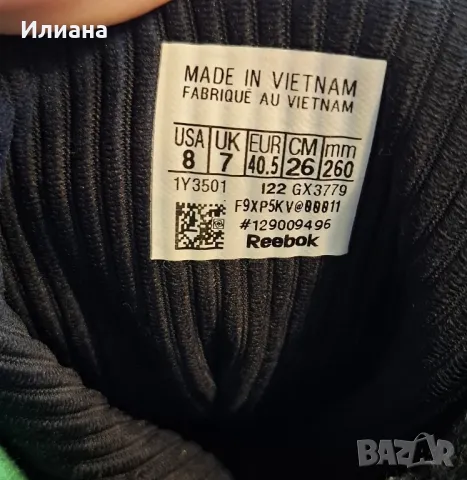 Илиана
MADE IN VIETNAM
FABRIQUÉ AU VIETNAM
USA UK EUR CM mm
8 7 40.5 26 260
1Y3501 I22 GX3779
F9XP5KV@00011
#129009496
Reebok
BAZAR